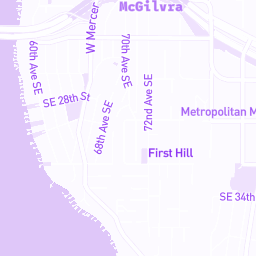 McGilvra
60th Ave SE
W Mercer
70th Ave SE
SE 28th St
68th Ave SE
72nd Ave SE
Metropolitan M
First Hill
SE 34th